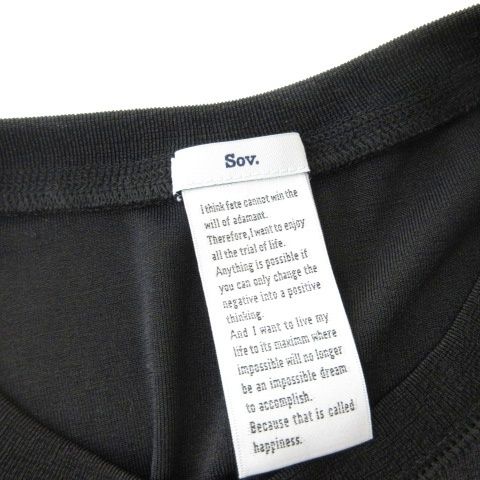 Sov.
I think fate cannot win the
will of adamant.
Therefore, I want to enjoy
all the trial of life.
Anything is possible if
you can only change the
negative into a positive
thinking.
And I want to live my
life to its maximm where
impossible will no longer
be an impossible dream
to accomplish.
Because that is called
happiness.